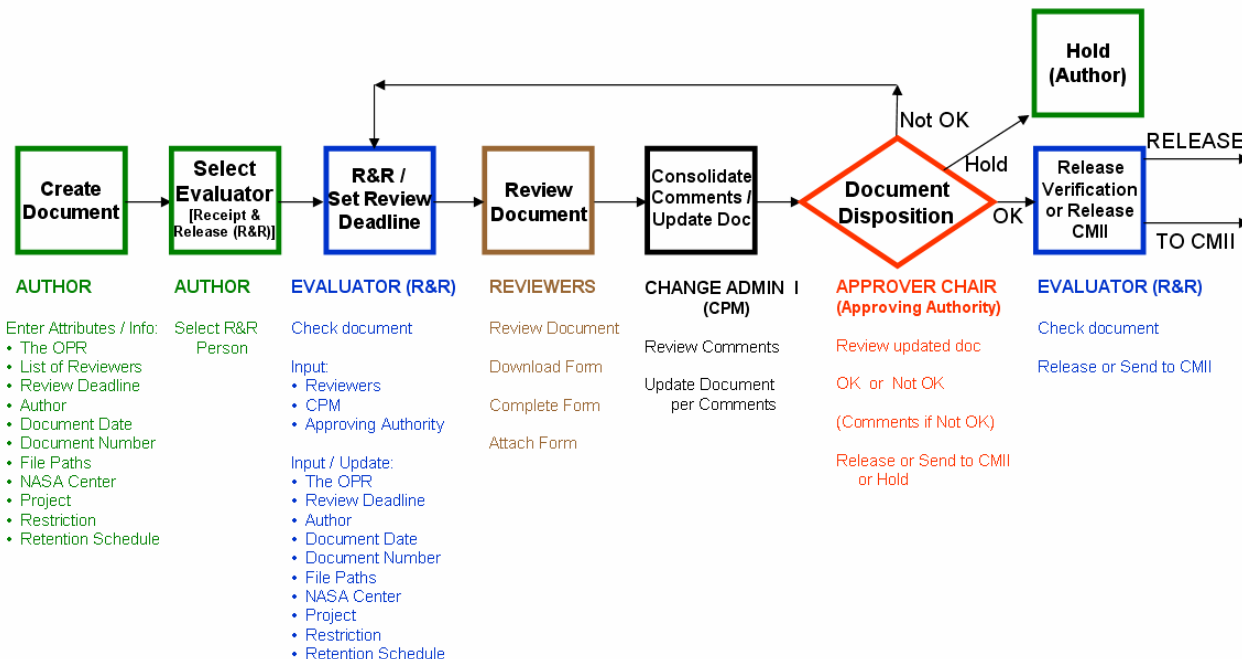 Hold
(Author)
Not OK
Hold
OK
RELEASE
TO CMII
Create
Document
Select
Evaluator
[Receipt &
Release (R&R)]
R&R /
Set Review
Deadline
Review
Document
Consolidate
Comments /
Update Doc
Document
Disposition
Release
Verification
or Release
CMII
AUTHOR
Enter Attributes / Info:
• The OPR
• List of Reviewers
• Review Deadline
• Author
• Document Date
• Document Number
• File Paths
• NASA Center
• Project
• Restriction
• Retention Schedule
AUTHOR
Select R&R
Person
EVALUATOR (R&R)
Check document
Input:
• Reviewers
• CPM
• Approving Authority
Input / Update:
• The OPR
• Review Deadline
• Author
• Document Date
• Document Number
• File Paths
• NASA Center
• Project
• Restriction
• Retention Schedule
REVIEWERS
Review Document
Download Form
Complete Form
Attach Form
CHANGE ADMIN I
(CPM)
Review Comments
Update Document
per Comments
APPROVER CHAIR
(Approving Authority)
Review updated doc
OK or Not OK
(Comments if Not OK)
Release or Send to CMII
or Hold
EVALUATOR (R&R)
Check document
Release or Send to CMII